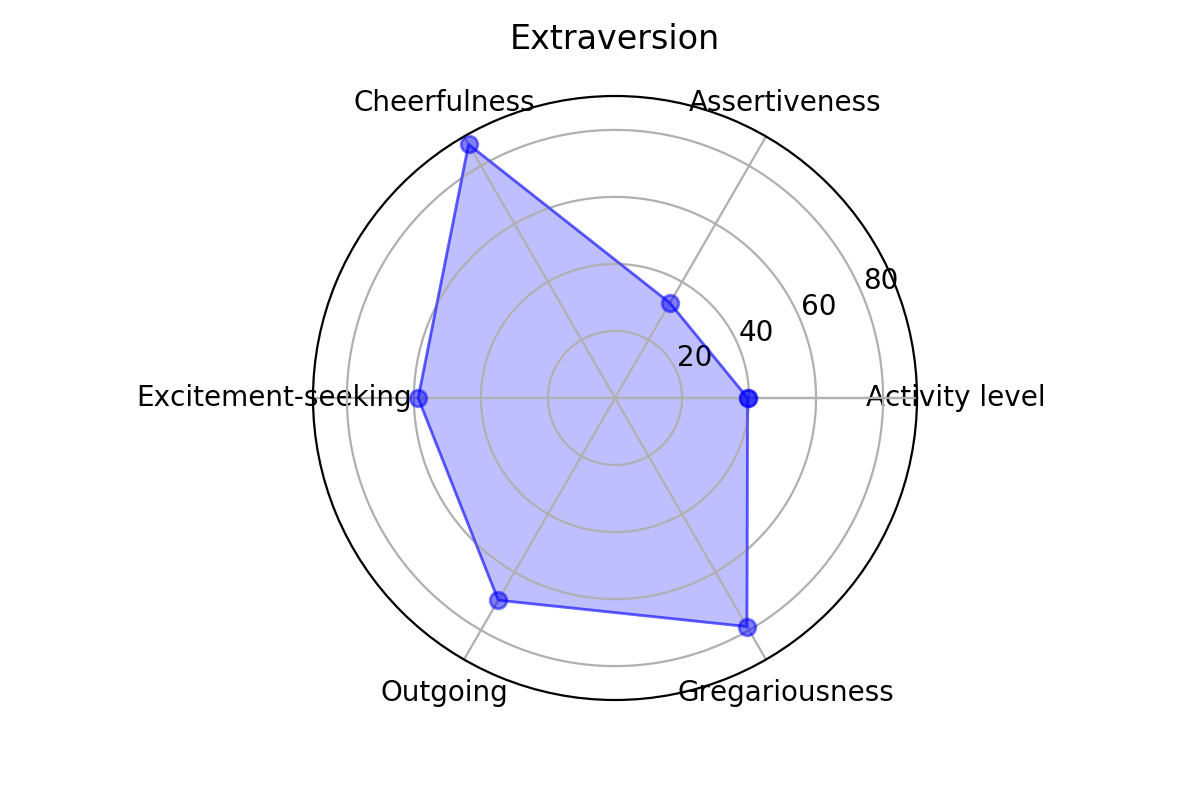 Extraversion
Cheerfulness
Assertiveness
80
60
40
20
Excitement-seeking
Activity level
Outgoing
Gregariousness